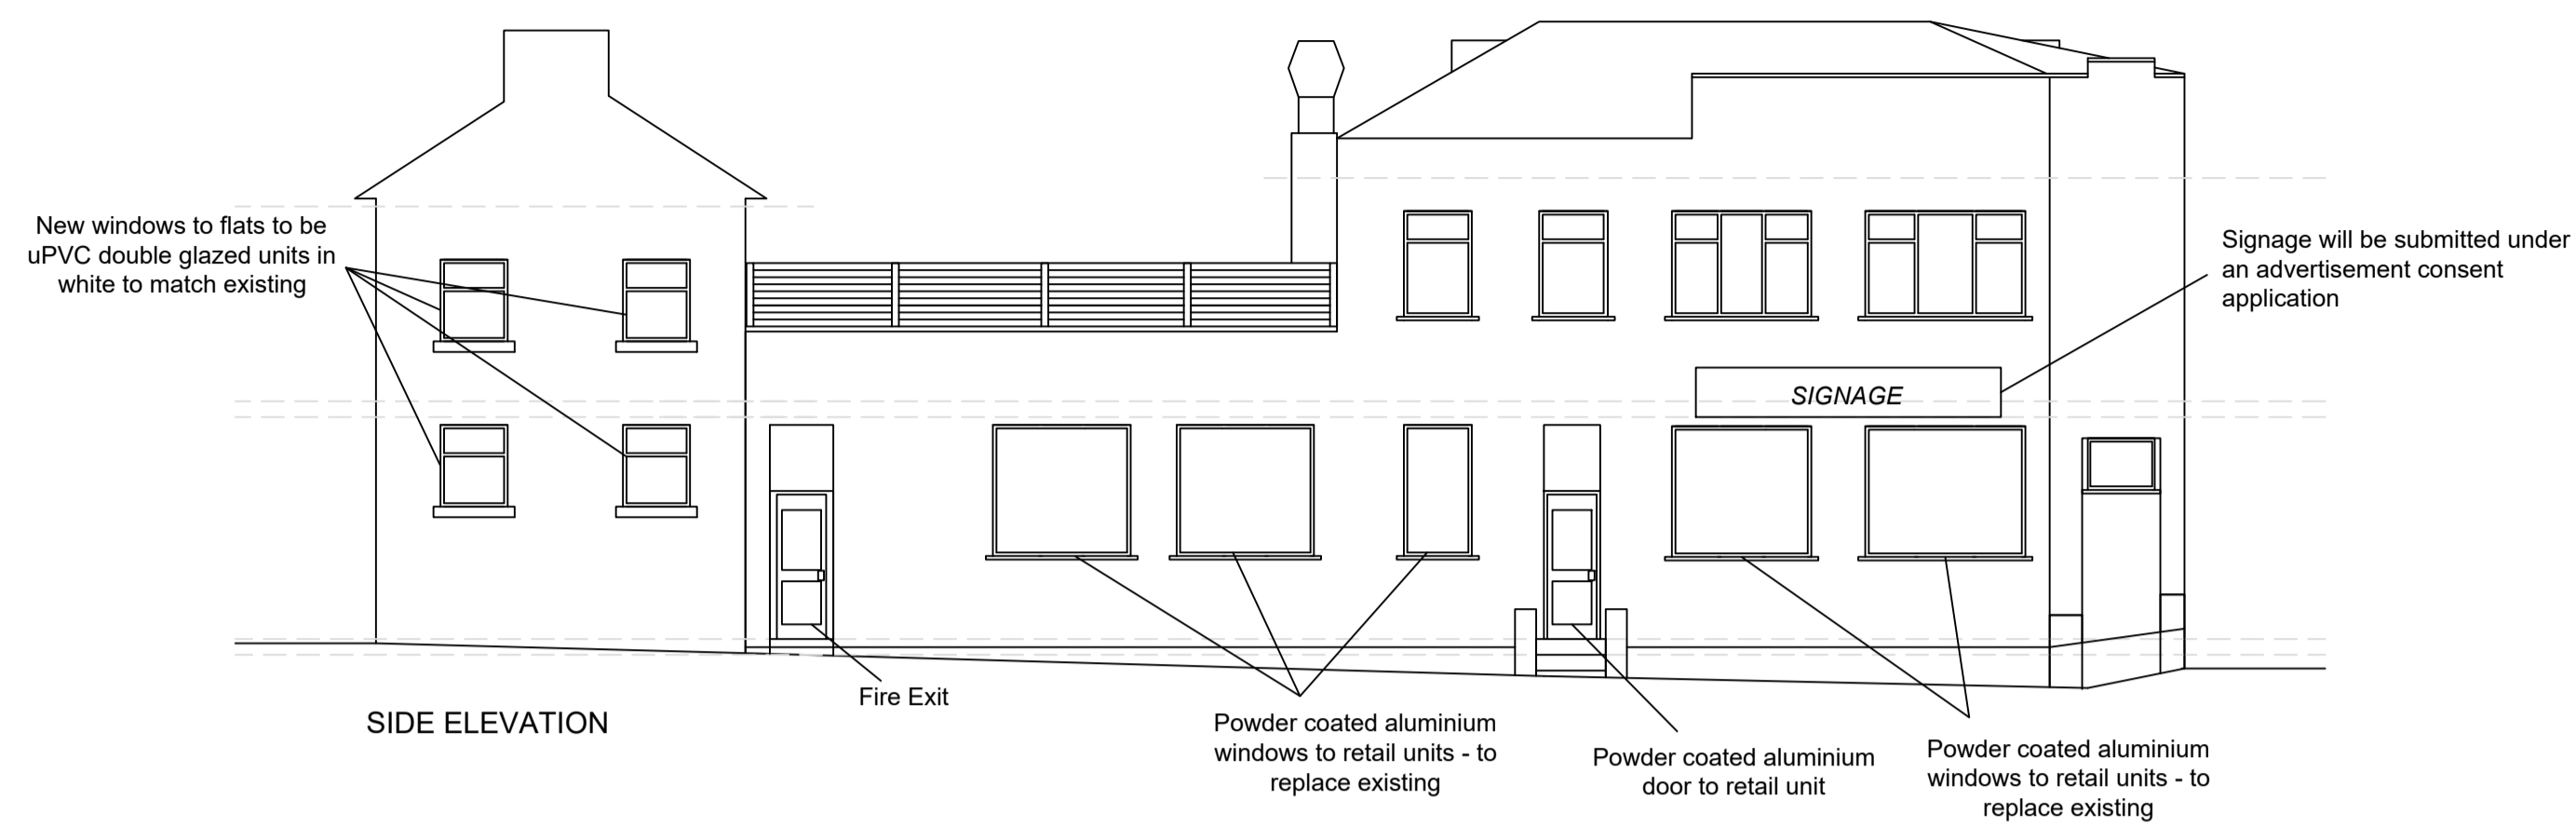 New windows to flats to be
uPVC double glazed units in
white to match existing
Signage will be submitted under
an advertisement consent
application
SIGNAGE
Fire Exit
SIDE ELEVATION
Powder coated aluminium
windows to retail units - to
replace existing
Powder coated aluminium
door to retail unit
Powder coated aluminium
windows to retail units - to
replace existing